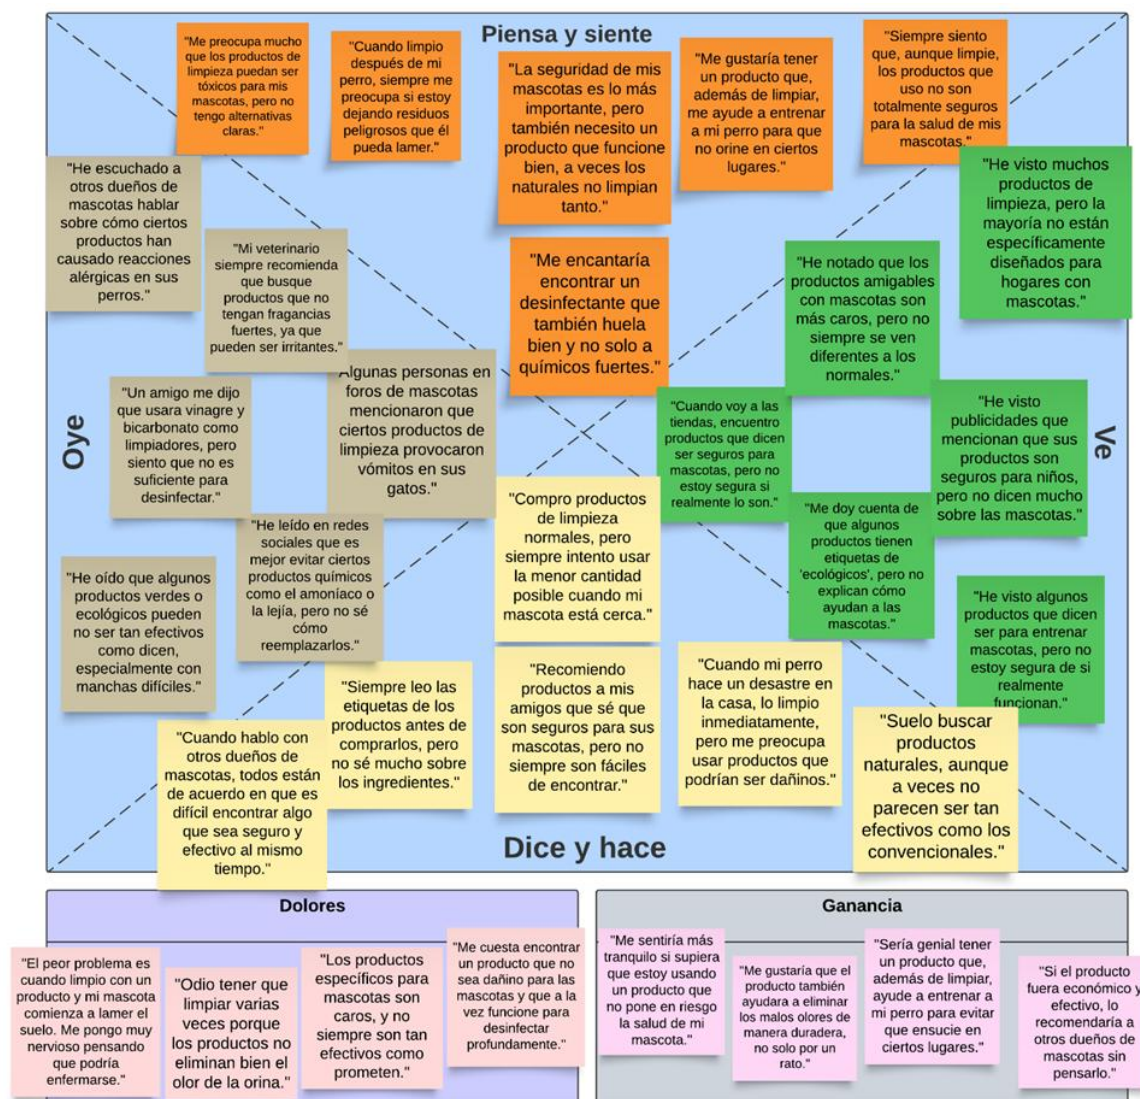 Piensa y siente
"Me preocupa mucho
que los productos de
limpieza puedan ser
tóxicos para mis
mascotas, pero no
tengo alternativas
claras."
"Cuando limpio
después de mi
perro, siempre me
preocupa si estoy
dejando residuos
peligrosos que él
pueda lamer."
"La seguridad de mis
mascotas es lo más
importante, pero
también necesito un
producto que funcione
bien, a veces los
naturales no limpian
tanto."
"Me gustaría tener
un producto que,
además de limpiar,
me ayude a entrenar
a mi perro para que
no orine en ciertos
lugares."
"Siempre siento
que, aunque limpie,
los productos que
uso no son
totalmente seguros
para la salud de mis
mascotas."
"Me encantaría
encontrar un
desinfectante que
también huela
bien y no solo a
químicos fuertes."
Oye
"He escuchado a
otros dueños de
mascotas hablar
sobre cómo ciertos
productos han
causado reacciones
alérgicas en sus
perros."
"Mi veterinario
siempre recomienda
que busque
productos que no
tengan fragancias
fuertes, ya que
pueden ser irritantes."
Algunas personas en
foros de mascotas
mencionaron que
ciertos productos de
limpieza provocaron
vómitos en sus
gatos."
"Un amigo me dijo
que usara vinagre y
bicarbonato como
limpiadores, pero
siento que no es
suficiente para
desinfectar."
"He leído en redes
sociales que es
mejor evitar ciertos
productos químicos
como el amoníaco o
la lejía, pero no sé
cómo
reemplazarlos."
"He oído que algunos
productos verdes o
ecológicos pueden
no ser tan efectivos
como dicen,
especialmente con
manchas difíciles."
Ve
"He visto muchos
productos de
limpieza, pero la
mayoría no están
específicamente
diseñados para
hogares con
mascotas."
"He notado que los
productos amigables
con mascotas son
más caros, pero no
siempre se ven
diferentes a los
normales."
"Cuando voy a las
tiendas, encuentro
productos que dicen
ser seguros para
mascotas, pero no
estoy segura si
realmente lo son."
"He visto
publicidades que
mencionan que sus
productos son
seguros para niños,
pero no dicen mucho
sobre las mascotas."
"Me doy cuenta de
que algunos
productos tienen
etiquetas de
'ecológicos', pero no
explican cómo
ayudan a las
mascotas."
"He visto algunos
productos que dicen
ser para entrenar
mascotas, pero no
estoy segura de si
realmente
funcionan."
"Compro productos
de limpieza
normales, pero
siempre intento usar
la menor cantidad
posible cuando mi
mascota está cerca."
"Siempre leo las
etiquetas de los
productos antes de
comprarlos, pero
no sé mucho sobre
los ingredientes."
"Recomiendo
productos a mis
amigos que sé que
son seguros para sus
mascotas, pero no
siempre son fáciles
de encontrar."
"Cuando mi perro
hace un desastre en
la casa, lo limpio
inmediatamente,
pero me preocupa
usar productos que
podrían ser dañinos."
"Cuando hablo con
otros dueños de
mascotas, todos están
de acuerdo en que es
difícil encontrar algo
que sea seguro y
efectivo al mismo
tiempo."
"Suelo buscar
productos
naturales, aunque
a veces no
parecen ser tan
efectivos como los
convencionales."
Dice y hace
Dolores
"El peor problema es
cuando limpio con un
producto y mi mascota
comienza a lamer el
suelo. Me pongo muy
nervioso pensando
que podría
enfermarse."
"Odio tener que
limpiar varias
veces porque
los productos no
eliminan bien el
olor de la orina."
"Los productos
específicos para
mascotas son
caros, y no
siempre son tan
efectivos como
prometen."
"Me cuesta encontrar
un producto que no
sea dañino para las
mascotas y que a la
vez funcione para
desinfectar
profundamente."
Ganancia
"Me sentiría más
tranquilo si supiera
que estoy usando
un producto que
no pone en riesgo
la salud de mi
mascota."
"Me gustaría que el
producto también
ayudara a eliminar
los malos olores de
manera duradera,
no solo por un
rato."
"Sería genial tener
un producto que,
además de limpiar,
ayude a entrenar a
mi perro para evitar
que ensucie en
ciertos lugares."
"Si el producto
fuera económico y
efectivo, lo
recomendaría a
otros dueños de
mascotas sin
pensarlo."